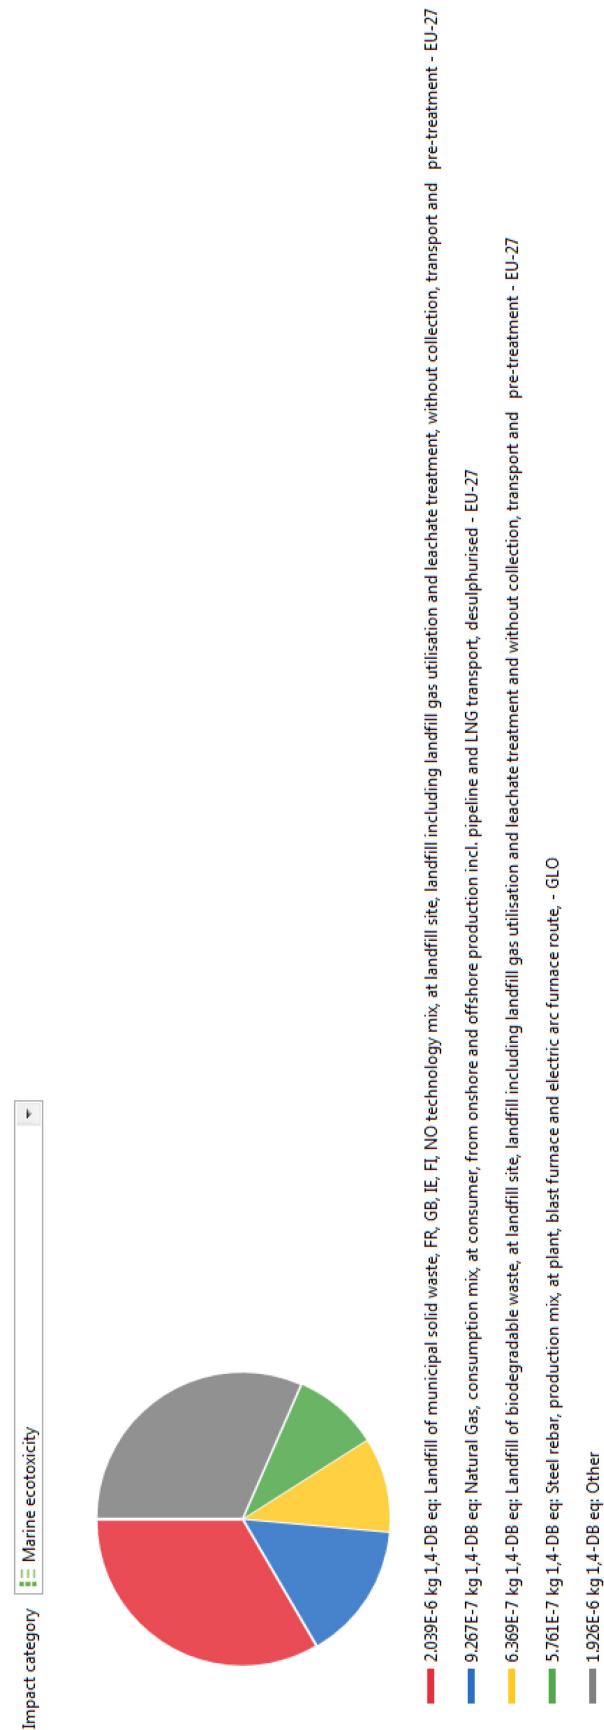 Impact category Marine ecotoxicity
2.039E-6 kg 1,4-DB eq: Landfill of municipal solid waste, FR, GB, IE, FI, NO technology mix, at landfill site, landfill including landfill gas utilisation and leachate treatment, without collection, transport and pre-treatment - EU-27
9.267E-7 kg 1,4-DB eq: Natural Gas, consumption mix, at consumer, from onshore and offshore production incl. pipeline and LNG transport, desulphurised - EU-27
6.369E-7 kg 1,4-DB eq: Landfill of biodegradable waste, at landfill site, landfill including landfill gas utilisation and leachate treatment and without collection, transport and pre-treatment - EU-27
5.761E-7 kg 1,4-DB eq: Steel rebar, production mix, at plant, blast furnace and electric arc furnace route, - GLO
1.926E-6 kg 1,4-DB eq: Other